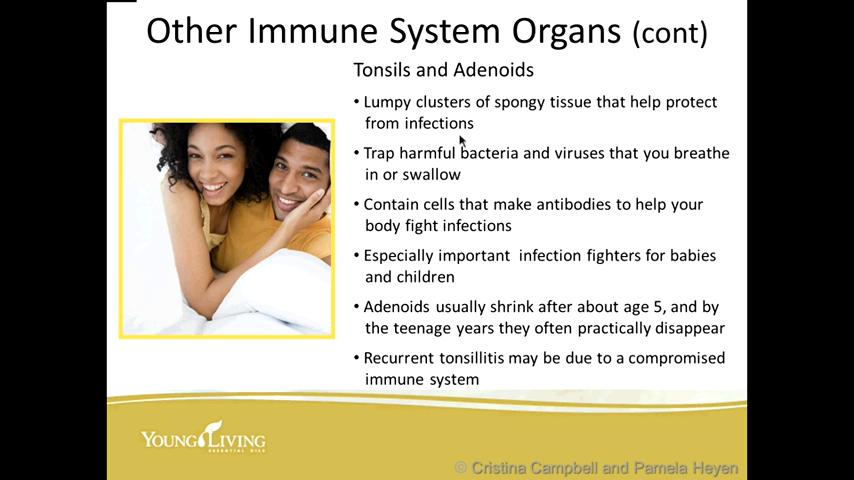 Other Immune System Organs (cont)
Tonsils and Adenoids
• Lumpy clusters of spongy tissue that help protect
from infections
• Trap harmful bacteria and viruses that you breathe
in or swallow
• Contain cells that make antibodies to help your
body fight infections
• Especially important infection fighters for babies
and children
• Adenoids usually shrink after about age 5, and by
the teenage years they often practically disappear
• Recurrent tonsillitis may be due to a compromised
immune system
YOUNG LIVING
ESSENTIAL OILS
© Cristina Campbell and Pamela Heyen